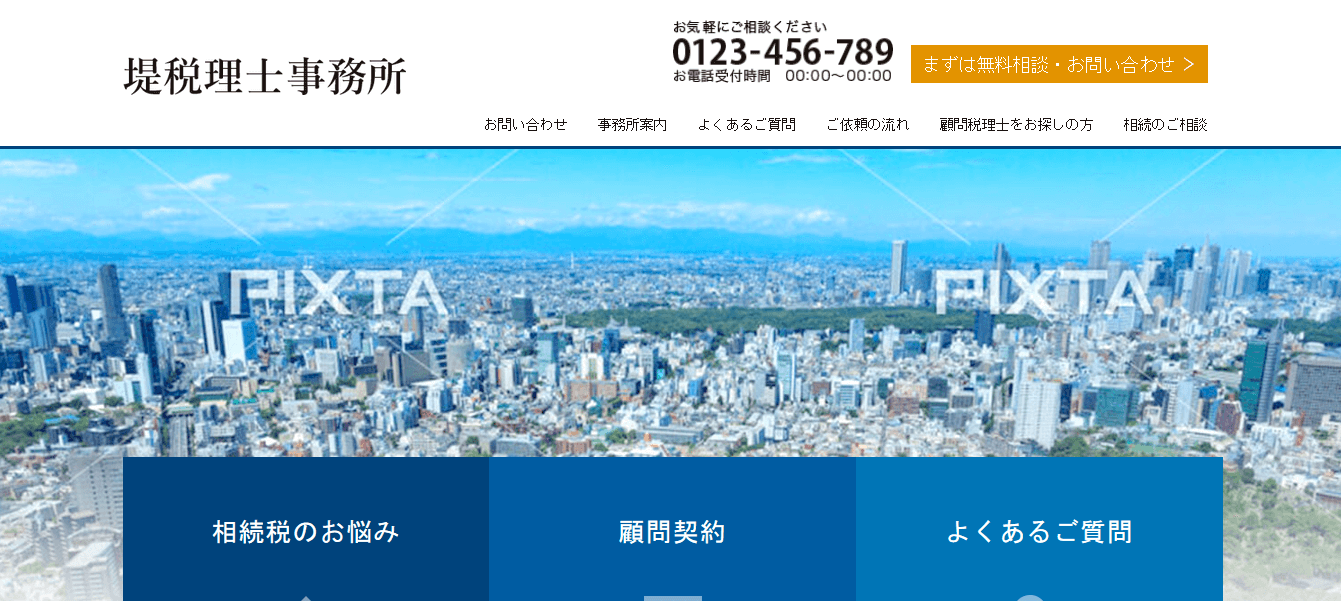 お気軽にご相談ください
堤税理士事務所
0123-456-789
お電話受付時間 00:00～00:00
まずは無料相談・お問い合わせ >
お問い合わせ 事務所案内 よくあるご質問 ご依頼の流れ 顧問税理士をお探しの方 相続のご相談
PIXTA PIXTA
相続税のお悩み 顧問契約 よくあるご質問